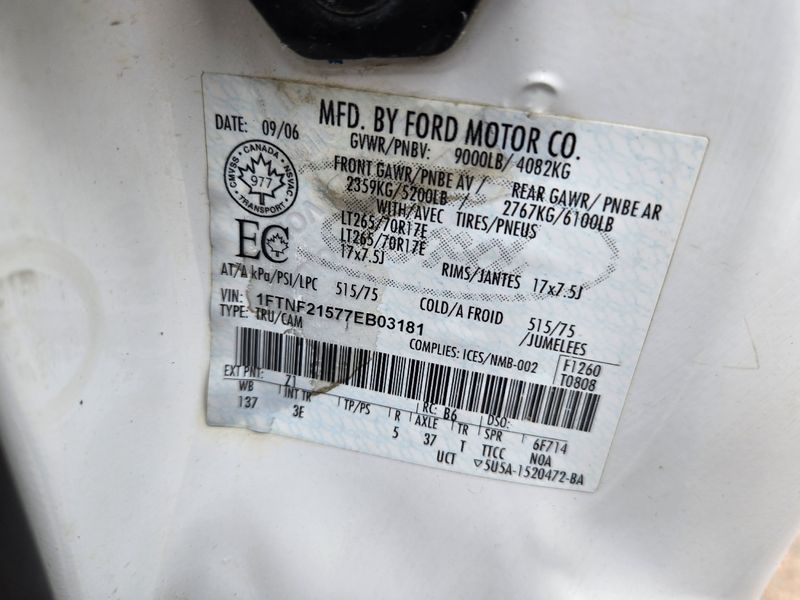 MFD. BY FORD MOTOR CO.
DATE: 09/06 GVWR/PNBV: 9000LB/ 4082KG
FRONT GAWR/PNBE AV/ REAR GAWR/ PNBE AR
2359KG/5200LB / 2767KG/6100LB
WITH/AVEC TIRES/PNEUS
LT265/70R17E
LT265/70R17E
17x7.5J RIMS/JANTES 17x7.5J
CANADA
CMVSS 977 NSVAC
TRANSPORT
EC
AT/A kPa/PSI/LPC 515/75 COLD/A FROID 515/75
/JUMELEES
VIN: 1FTNF21577EB03181
TYPE: TRU/CAM COMPLIES: ICES/NMB-002 F1260
T0808
EXT PNT: Z1 RC: B6 DSO:
WB INT TR TP/PS R AXLE TR SPR 6F714
137 3E 5 37 T TTCC N0A
UCT ▽5U5A-1520472-BA